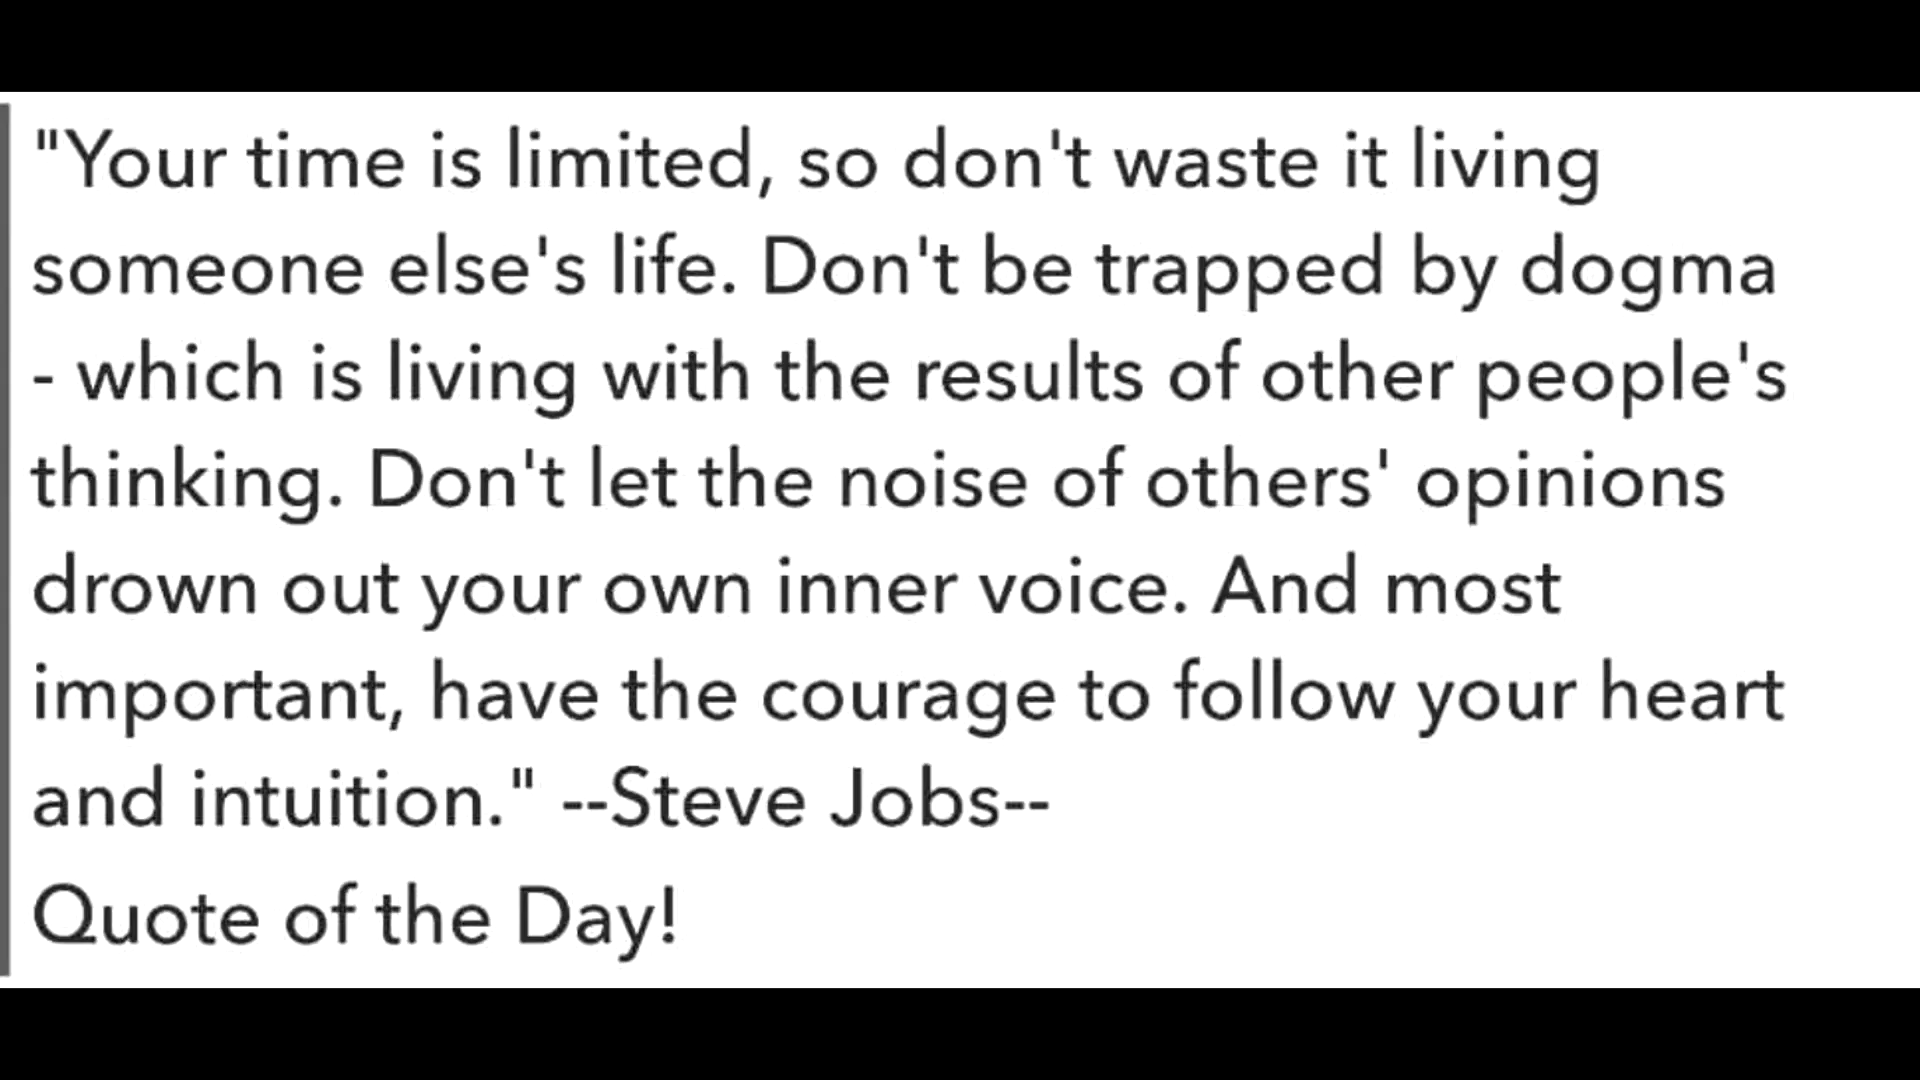 "Your time is limited, so don't waste it living
someone else's life. Don't be trapped by dogma
- which is living with the results of other people's
thinking. Don't let the noise of others' opinions
drown out your own inner voice. And most
important, have the courage to follow your heart
and intuition." --Steve Jobs--
Quote of the Day!